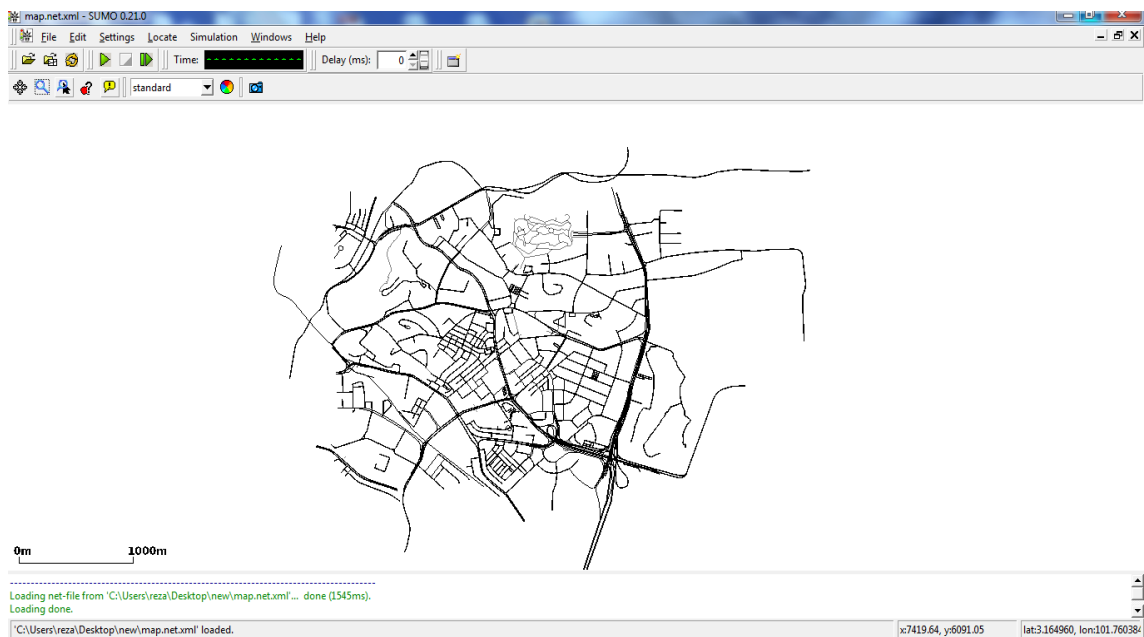 map.net.xml - SUMO 0.21.0
File Edit Settings Locate Simulation Windows Help
Time: Delay (ms): 0
standard
0m 1000m
Loading net-file from 'C:\Users\reza\Desktop\new\map.net.xml'... done (1545ms).
Loading done.
'C:\Users\reza\Desktop\new\map.net.xml' loaded. x:7419.64, y:6091.05 lat:3.164960, lon:101.760384